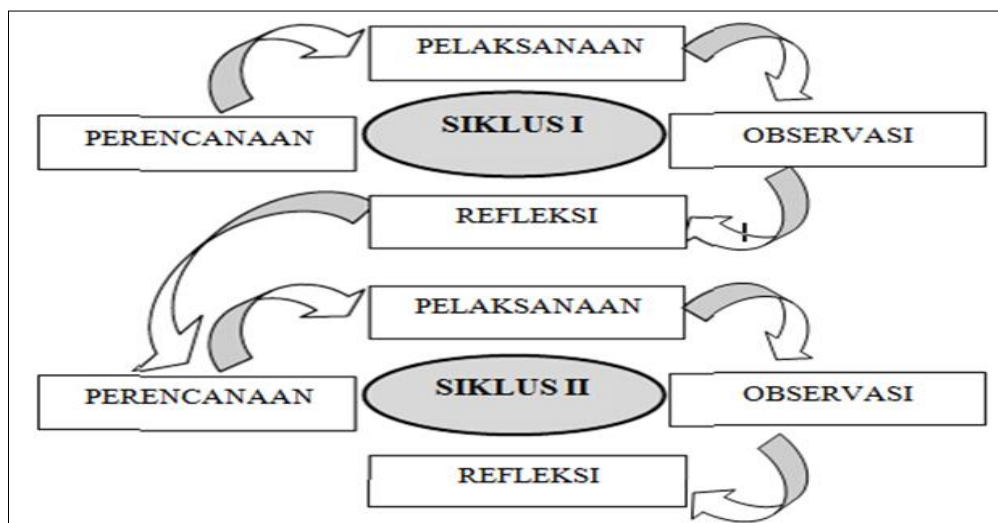 PELAKSANAAN
PERENCANAAN
SIKLUS I
OBSERVASI
REFLEKSI
PELAKSANAAN
PERENCANAAN
SIKLUS II
OBSERVASI
REFLEKSI